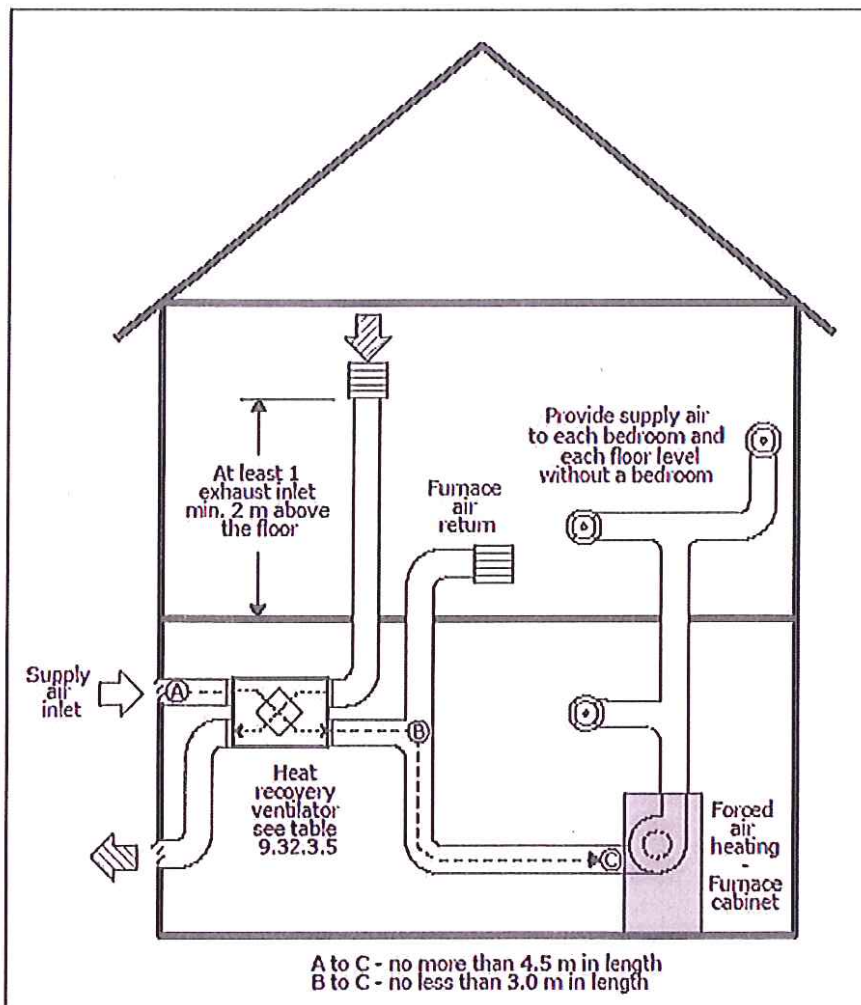 At least 1
exhaust inlet
min. 2 m above
the floor
Furnace
air
return
Provide supply air
to each bedroom and
each floor level
without a bedroom
Supply
air
inlet
A
B
C
Heat
recovery
ventilator
see table
9.32.3.5
Forced
air
heating
-
Furnace
cabinet
A to C - no more than 4.5 m in length
B to C - no less than 3.0 m in length